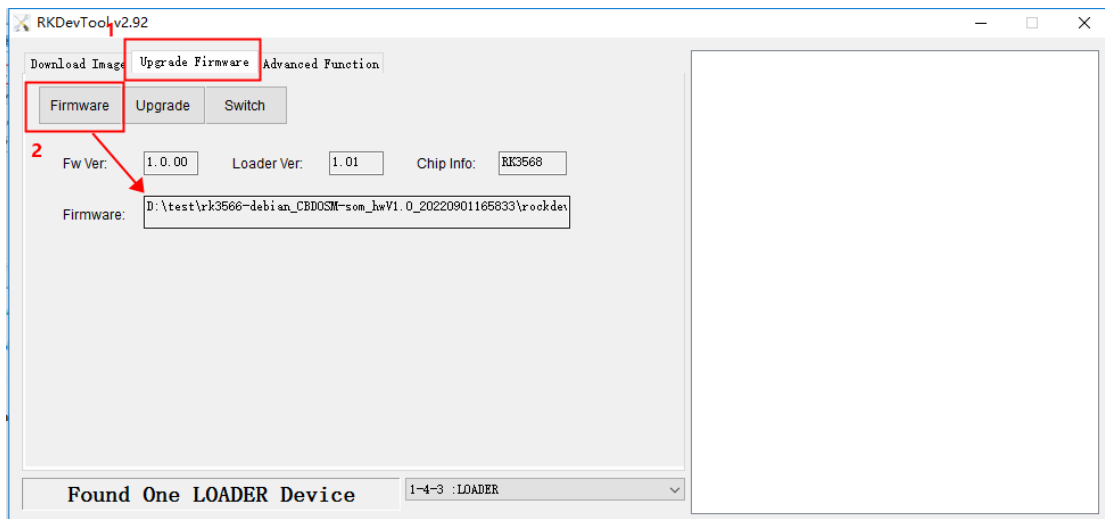 RKDevTool v2.92
1
Download Image Upgrade Firmware Advanced Function
Firmware Upgrade Switch
2
Fw Ver: 1.0.00 Loader Ver: 1.01 Chip Info: RK3568
Firmware: D:\test\rk3566-debian_CBDOSM-som_hwV1.0_20220901165833\rockdev
Found One LOADER Device 1-4-3 :LOADER